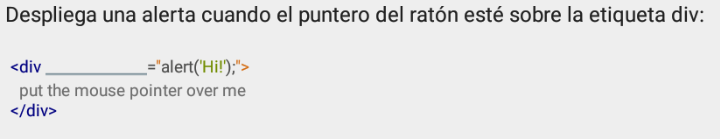 Despliega una alerta cuando el puntero del ratón esté sobre la etiqueta div:
<div ____________="alert('Hi!');">
put the mouse pointer over me
</div>